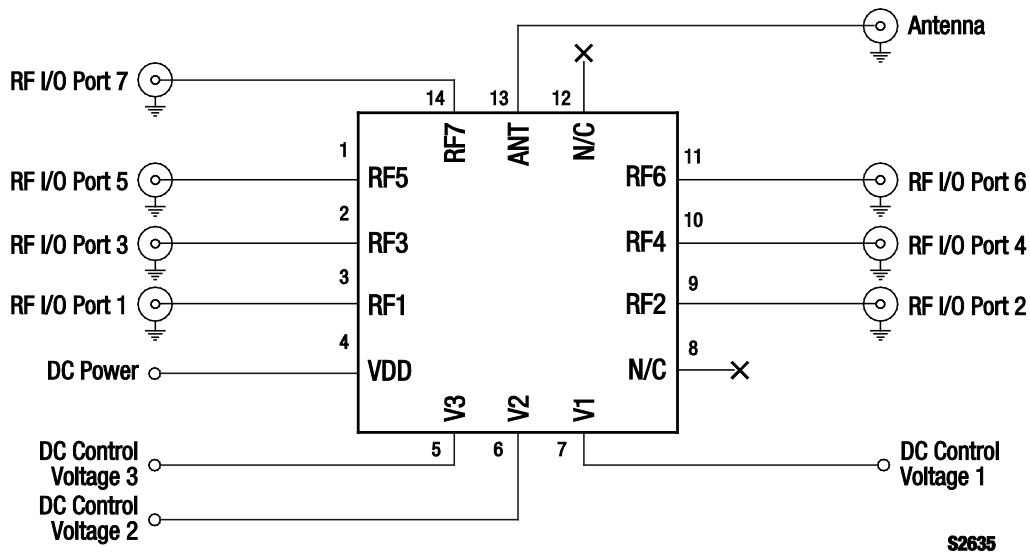 Antenna
RF I/O Port 7
14
13
12
RF7
ANT
N/C
1
11
RF I/O Port 5
RF5
RF6
RF I/O Port 6
2
10
RF I/O Port 3
RF3
RF4
RF I/O Port 4
3
9
RF I/O Port 1
RF1
RF2
RF I/O Port 2
4
8
DC Power
VDD
N/C
V3
V2
V1
5
6
7
DC Control
Voltage 3
DC Control
Voltage 1
DC Control
Voltage 2
S2635